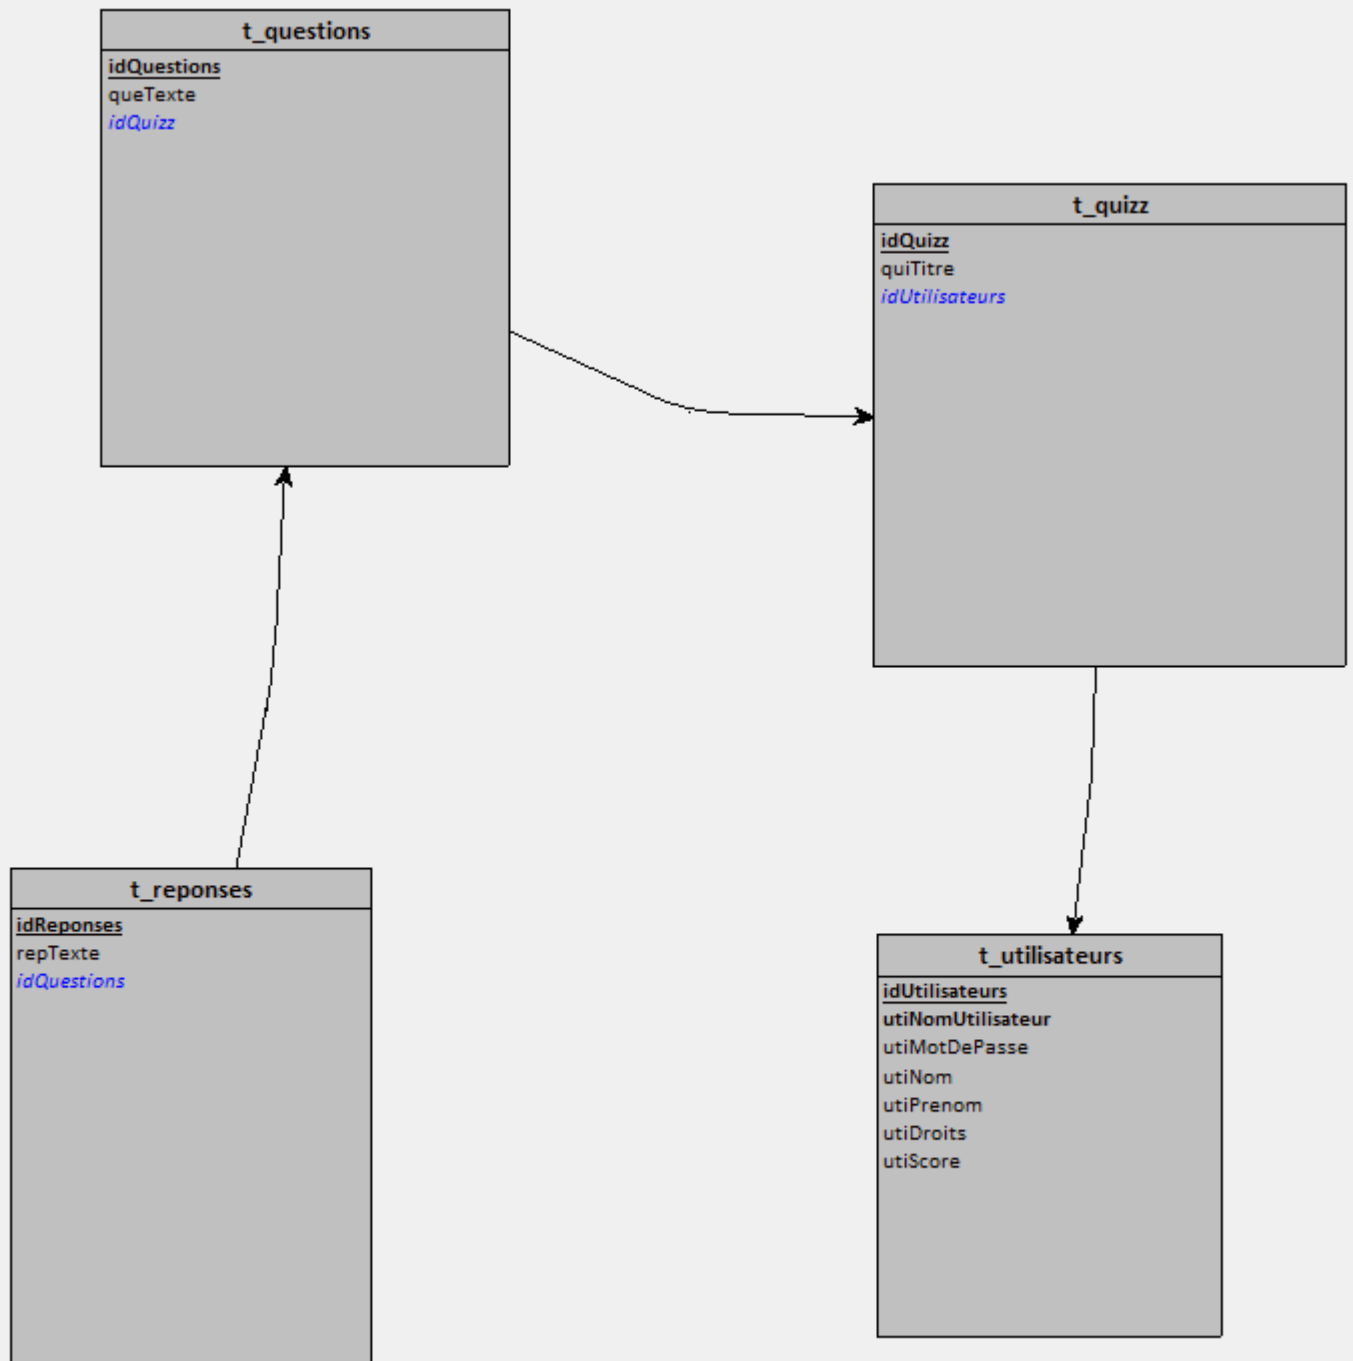 t_questions
idQuestions
queTexte
idQuizz
t_quizz
idQuizz
quiTitre
idUtilisateurs
t_reponses
idReponses
repTexte
idQuestions
t_utilisateurs
idUtilisateurs
utiNomUtilisateur
utiMotDePasse
utiNom
utiPrenom
utiDroits
utiScore